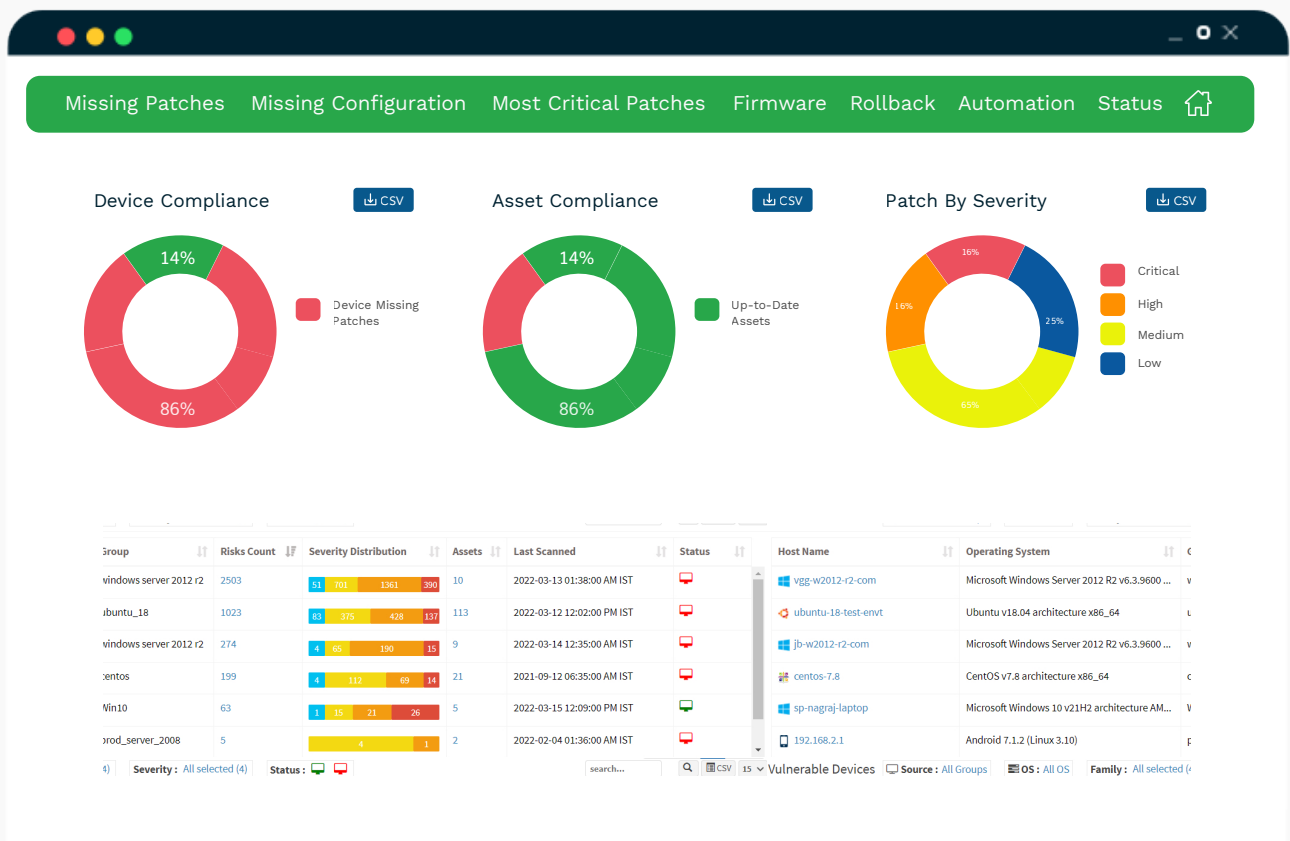 Missing Patches Missing Configuration Most Critical Patches Firmware Rollback Automation Status
Device Compliance CSV
14%
86%
Device Missing
Patches
Asset Compliance CSV
14%
86%
Up-to-Date
Assets
Patch By Severity CSV
16%
16%
25%
65%
Critical
High
Medium
Low
Group Risks Count Severity Distribution Assets Last Scanned Status Host Name Operating System
windows server 2012 r2 2503 51 701 1361 390 10 2022-03-13 01:38:00 AM IST vgg-w2012-r2-com Microsoft Windows Server 2012 R2 v6.3.9600 ...
ubuntu_18 1023 83 375 428 137 113 2022-03-12 12:02:00 PM IST ubuntu-18-test-envt Ubuntu v18.04 architecture x86_64
windows server 2012 r2 274 4 65 190 15 9 2022-03-14 12:35:00 AM IST jb-w2012-r2-com Microsoft Windows Server 2012 R2 v6.3.9600 ...
centos 199 4 112 69 14 21 2021-09-12 06:35:00 AM IST centos-7.8 CentOS v7.8 architecture x86_64
Win10 63 1 15 21 26 5 2022-03-15 12:09:00 PM IST sp-nagraj-laptop Microsoft Windows 10 v21H2 architecture AM...
prod_server_2008 5 4 1 2 2022-02-04 01:36:00 AM IST 192.168.2.1 Android 7.1.2 (Linux 3.10)
4) Severity : All selected (4) Status : search... CSV 15 Vulnerable Devices Source : All Groups OS : All OS Family : All selected (